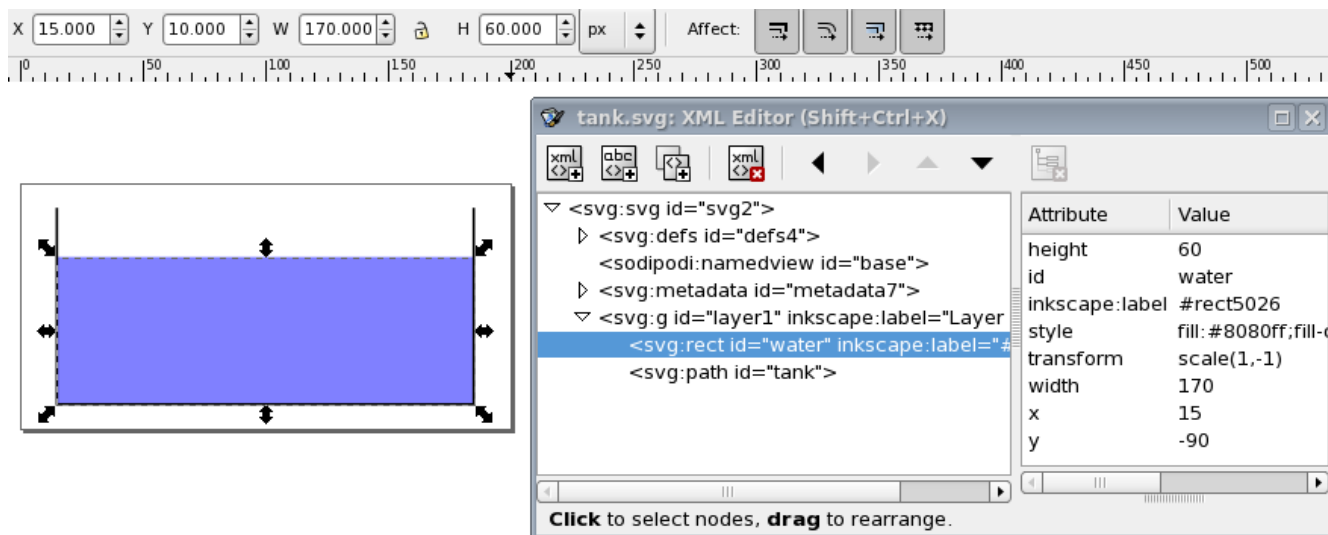 X 15.000 Y 10.000 W 170.000 H 60.000 px Affect:
0 50 100 150 200 250 300 350 400 450 500
tank.svg: XML Editor (Shift+Ctrl+X)
xml abc xml
<svg:svg id="svg2">
<svg:defs id="defs4">
<sodipodi:namedview id="base">
<svg:metadata id="metadata7">
<svg:g id="layer1" inkscape:label="Layer
<svg:rect id="water" inkscape:label="#
<svg:path id="tank">
Attribute Value
height 60
id water
inkscape:label #rect5026
style fill:#8080ff;fill-
transform scale(1,-1)
width 170
x 15
y -90
Click to select nodes, drag to rearrange.